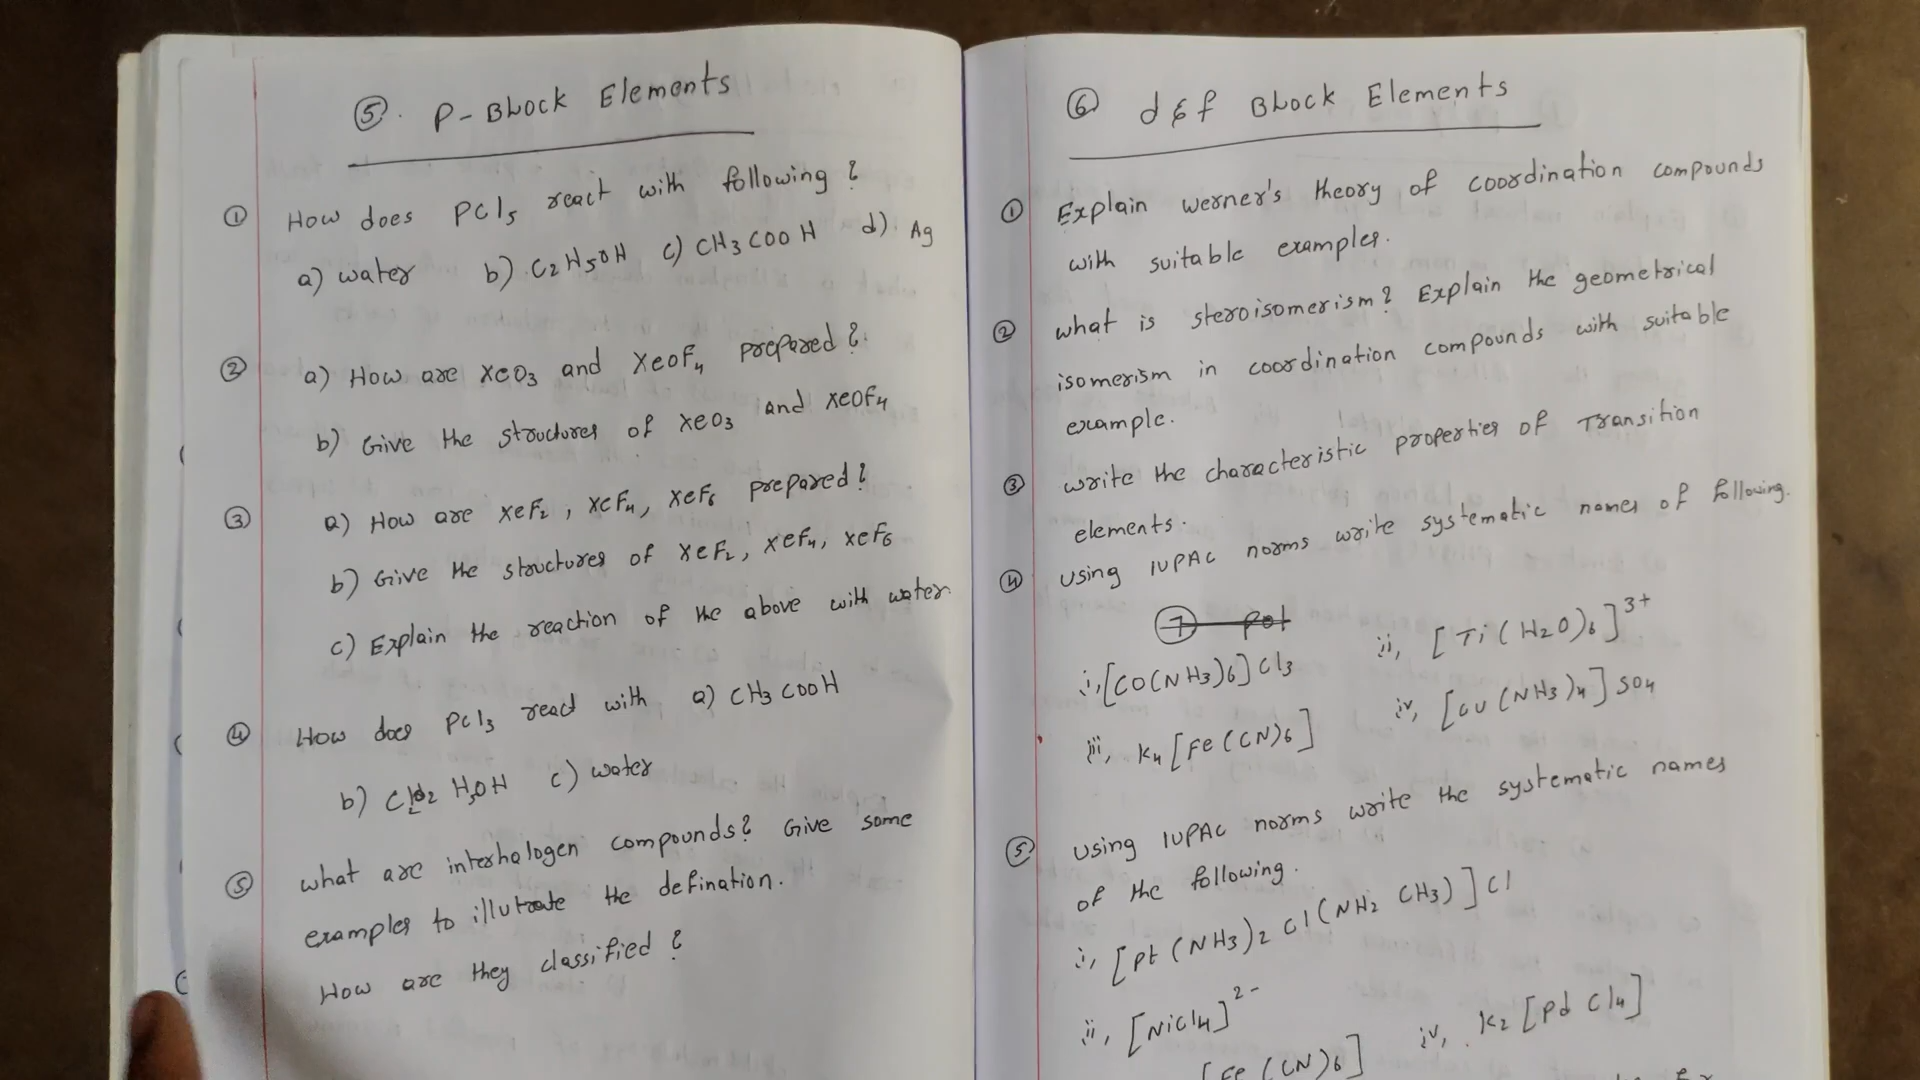 5. P-Block Elements
1 How does PCl5 react with following?
a) water b) C2H5OH c) CH3COOH d) Ag
2 a) How are XeO3 and XeOF4 prepared?
b) Give the structures of XeO3 and XeOF4
3 a) How are XeF2, XeF4, XeF6 prepared?
b) Give the structures of XeF2, XeF4, XeF6
c) Explain the reaction of the above with water.
4 How does PCl3 react with a) CH3COOH
b) C2H5OH c) water
5 what are interhalogen compounds? Give some
examples to illutrate the defination.
How are they classified?
6 d & f Block Elements
1 Explain werner's theory of coordination compounds
with suitable examples.
2 what is steroisomerism? Explain the geometrical
isomerism in coordination compounds with suitable
example.
3 write the characteristic properties of Transition
elements.
4 using IUPAC norms write systematic names of following.
7 pot
i, [CO(NH3)6]Cl3 ii, [Ti(H2O)6]3+
iii, K4[Fe(CN)6] iv, [Cu(NH3)4]SO4
5 using IUPAC norms write the systematic names
of the following.
i, [Pt(NH3)2Cl(NH2CH3)]Cl
ii, [NiCl4]2- iv, K2[PdCl4]
[Fe(CN)6]